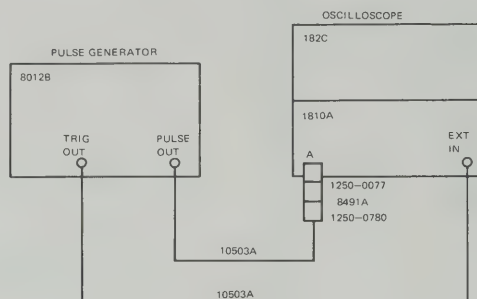 OSCILLOSCOPE
182C
PULSE GENERATOR
8012B
1810A
TRIG
OUT
PULSE
OUT
EXT
IN
A
1250-0077
8491A
1250-0780
10503A
10503A